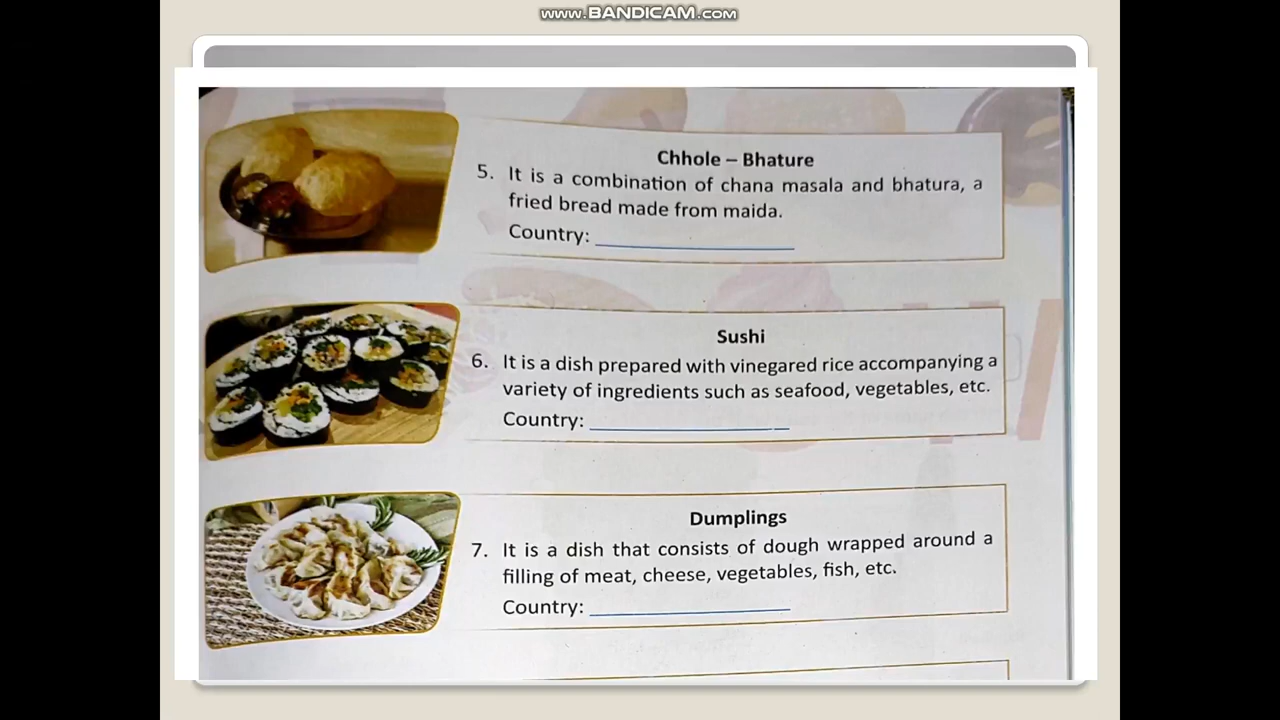 www.BANDICAM.com
Chhole – Bhature
5. It is a combination of chana masala and bhatura, a
fried bread made from maida.
Country: ____________________
Sushi
6. It is a dish prepared with vinegared rice accompanying a
variety of ingredients such as seafood, vegetables, etc.
Country: ____________________
Dumplings
7. It is a dish that consists of dough wrapped around a
filling of meat, cheese, vegetables, fish, etc.
Country: ____________________